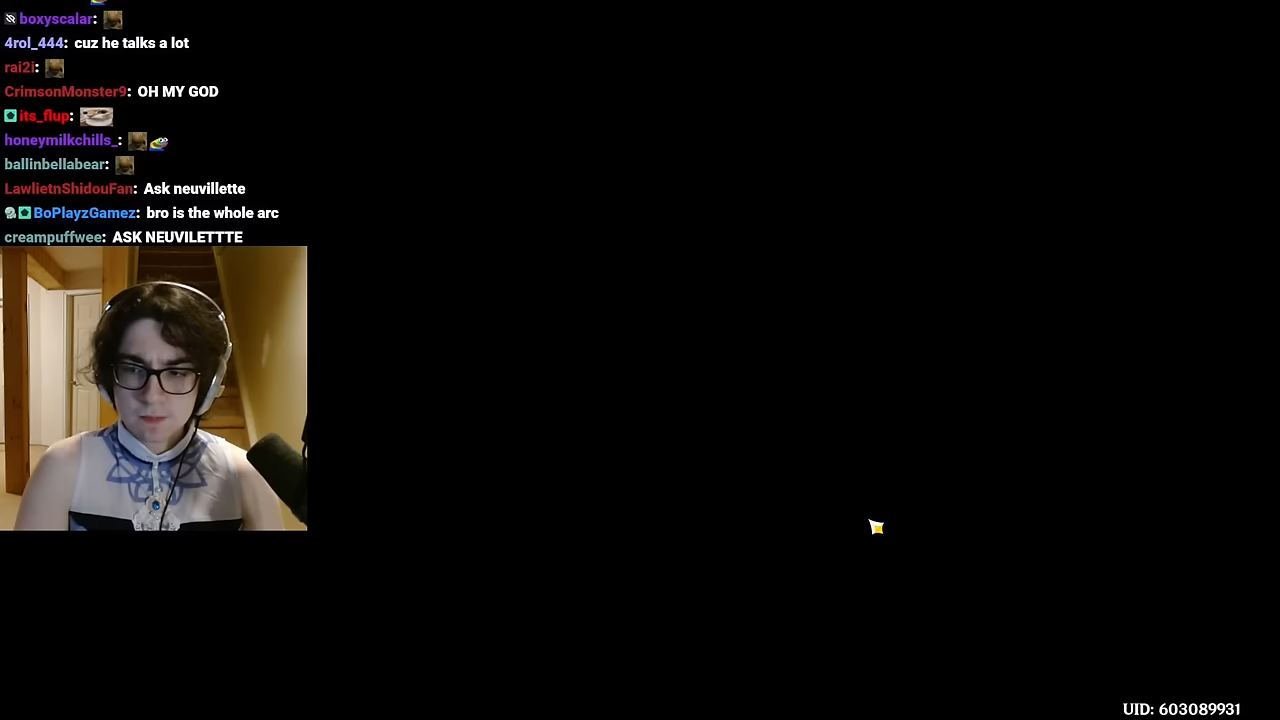 boxyscalar:
4rol_444: cuz he talks a lot
rai2i:
CrimsonMonster9: OH MY GOD
its_flup:
honeymilkchills_:
ballinbellabear:
LawlietnShidouFan: Ask neuvillette
BoPlayzGamez: bro is the whole arc
creampuffwee: ASK NEUVILETTTE
UID: 603089931